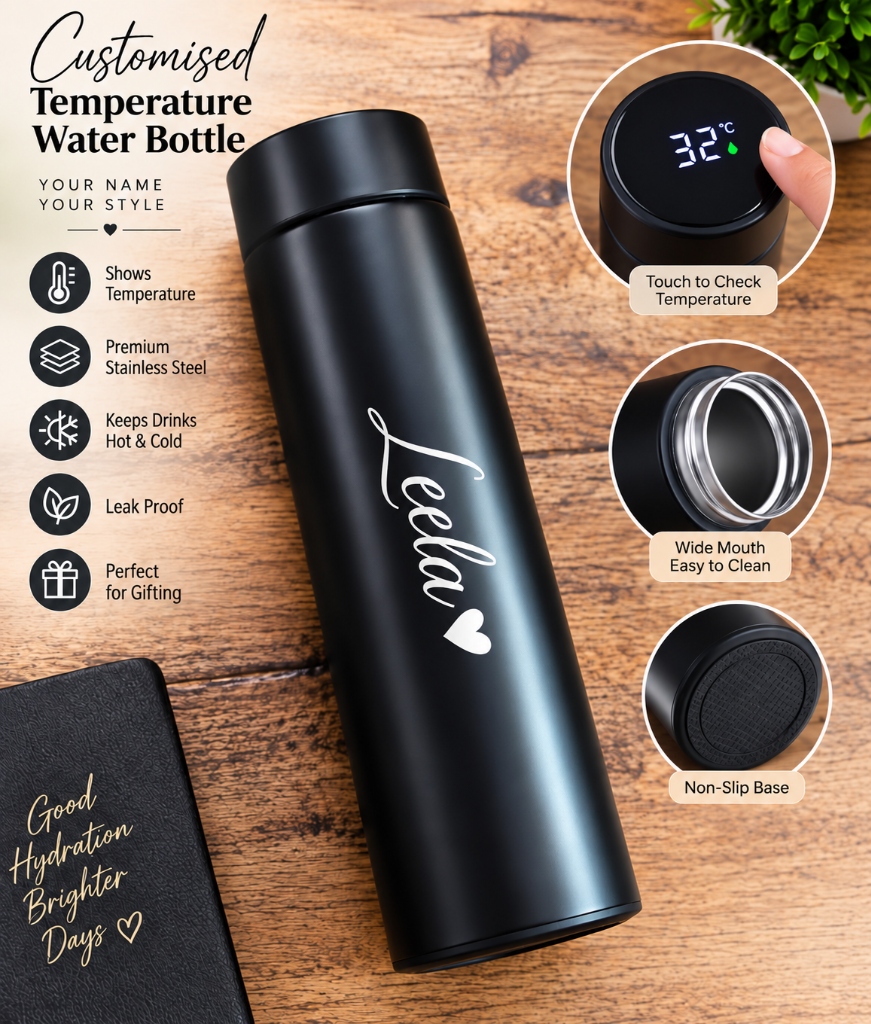 Customised
Temperature
Water Bottle
YOUR NAME
YOUR STYLE
Shows
Temperature
Premium
Stainless Steel
Keeps Drinks
Hot & Cold
Leak Proof
Perfect
for Gifting
Leela
32°C
Touch to Check
Temperature
Wide Mouth
Easy to Clean
Non-Slip Base
Good
Hydration
Brighter
Days